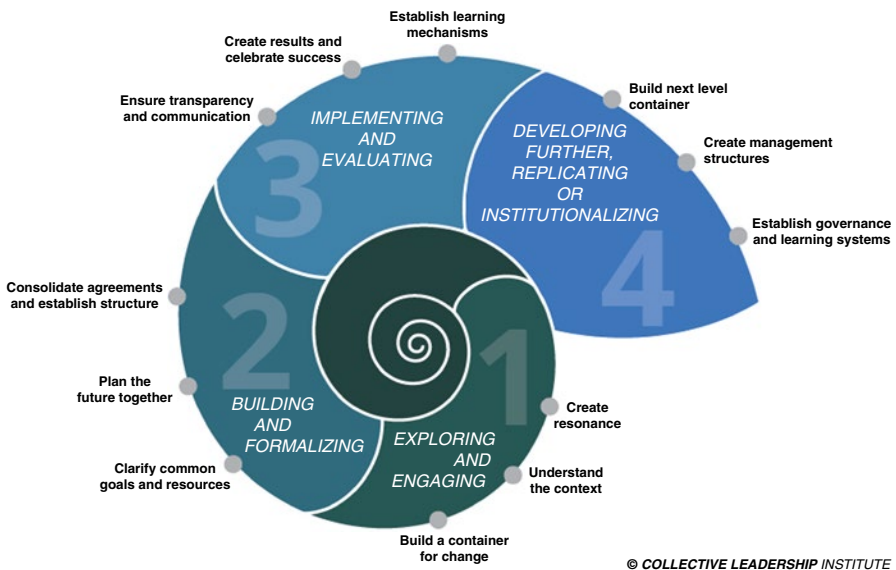 1
EXPLORING
AND
ENGAGING
Create
resonance
Understand
the context
Build a container
for change
2
BUILDING
AND
FORMALIZING
Clarify common
goals and resources
Plan the
future together
Consolidate agreements
and establish structure
3
IMPLEMENTING
AND
EVALUATING
Ensure transparency
and communication
Create results and
celebrate success
Establish learning
mechanisms
4
DEVELOPING
FURTHER,
REPLICATING
OR
INSTITUTIONALIZING
Build next level
container
Create management
structures
Establish governance
and learning systems
© COLLECTIVE LEADERSHIP INSTITUTE